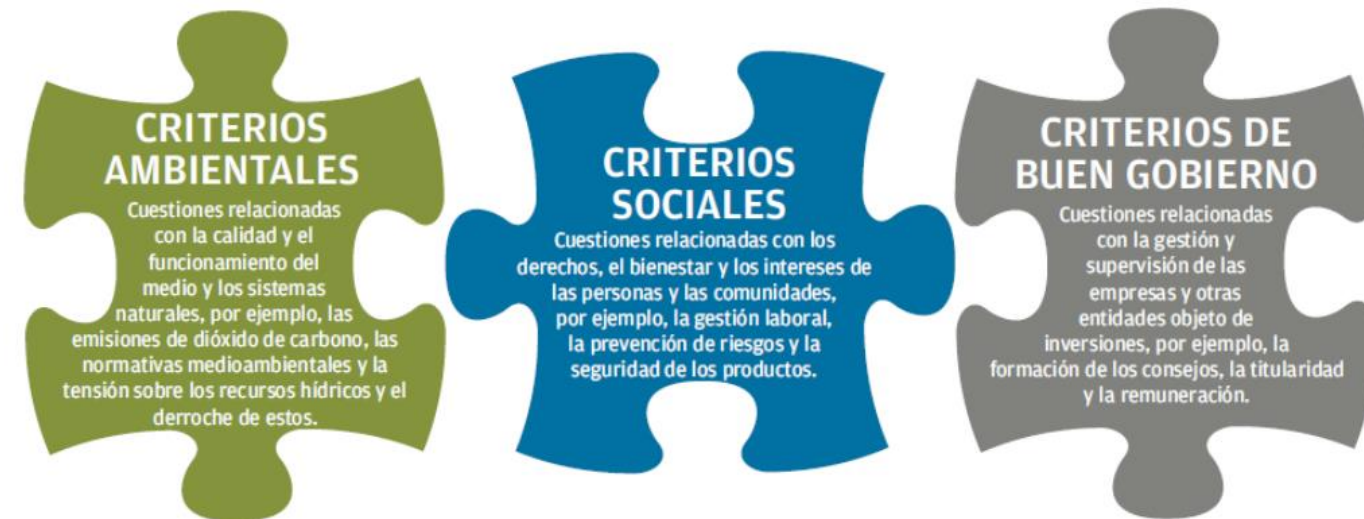 CRITERIOS
AMBIENTALES
Cuestiones relacionadas
con la calidad y el
funcionamiento del
medio y los sistemas
naturales, por ejemplo, las
emisiones de dióxido de carbono, las
normativas medioambientales y la
tensión sobre los recursos hídricos y el
derroche de estos.
CRITERIOS
SOCIALES
Cuestiones relacionadas con los
derechos, el bienestar y los intereses de
las personas y las comunidades,
por ejemplo, la gestión laboral,
la prevención de riesgos y la
seguridad de los productos.
CRITERIOS DE
BUEN GOBIERNO
Cuestiones relacionadas
con la gestión y
supervisión de las
empresas y otras
entidades objeto de
inversiones, por ejemplo, la
formación de los consejos, la titularidad
y la remuneración.